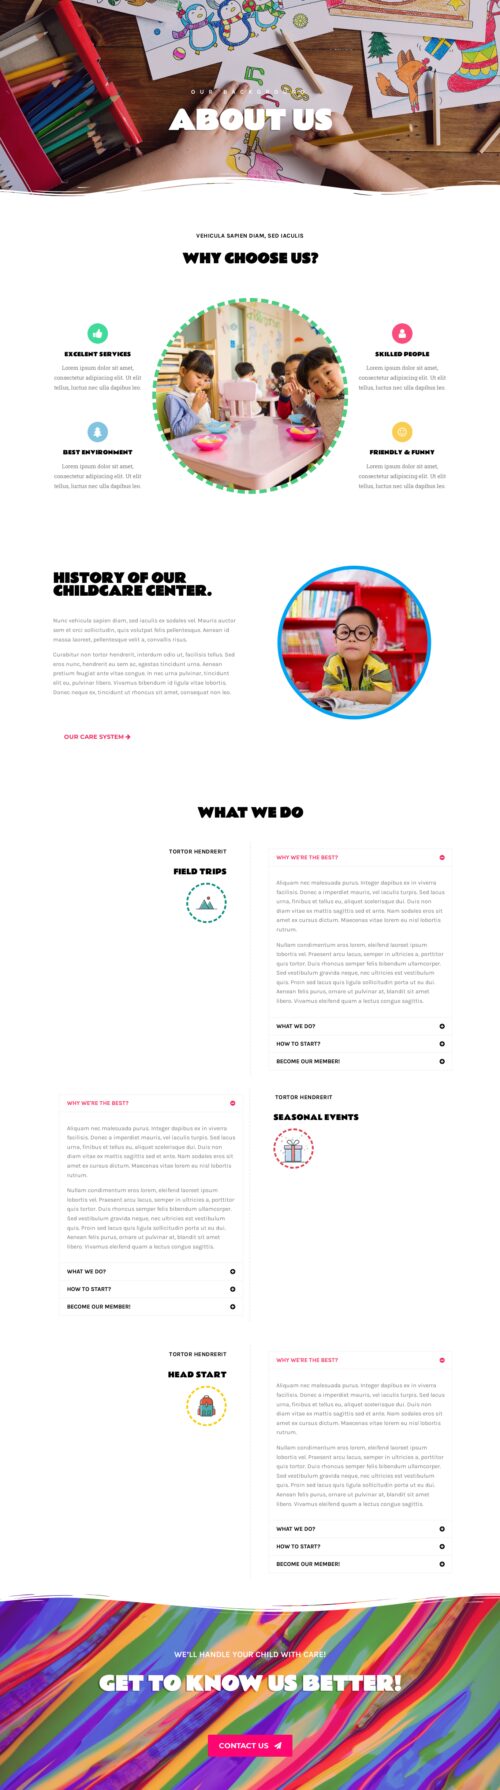 OUR BACKGROUND
ABOUT US
VEHICULA SAPIEN DIAM, SED IACULIS
WHY CHOOSE US?
EXCELENT SERVICES
Lorem ipsum dolor sit amet,
consectetur adipiscing elit. Ut elit
tellus, luctus nec ulla dapibus leo.
BEST ENVIRONMENT
Lorem ipsum dolor sit amet,
consectetur adipiscing elit. Ut elit
tellus, luctus nec ulla dapibus leo.
SKILLED PEOPLE
Lorem ipsum dolor sit amet,
consectetur adipiscing elit. Ut elit
tellus, luctus nec ulla dapibus leo.
FRIENDLY & FUNNY
Lorem ipsum dolor sit amet,
consectetur adipiscing elit. Ut elit
tellus, luctus nec ulla dapibus leo.
HISTORY OF OUR
CHILDCARE CENTER.
Nunc vehicula sapien diam, sed iaculis ex sodales vel. Mauris auctor
sem et orci sollicitudin, quis volutpat felis pellentesque. Aenean id
massa laoreet, pellentesque velit a, convallis risus.
Curabitur non tortor hendrerit, interdum odio ut, facilisis tellus. Sed
eros nunc, hendrerit eu sem ac, egestas tincidunt urna. Aenean
pretium feugiat ante vitae congue. In nec urna pulvinar, tincidunt
elit eu, pulvinar libero. Vivamus bibendum id ligula vitae lobortis.
Donec neque ex, tincidunt ut rhoncus sit amet, consequat non leo.
OUR CARE SYSTEM
WHAT WE DO
TORTOR HENDRERIT
FIELD TRIPS
WHY WE'RE THE BEST?
Aliquam nec malesuada purus. Integer dapibus ex in viverra
facilisis. Donec a imperdiet mauris, vel iaculis turpis. Sed lacus
urna, finibus et tellus eu, aliquet scelerisque dui. Duis non
diam vitae ex mattis sagittis sed et ante. Nam sodales eros sit
amet ex cursus dictum. Maecenas vitae lorem eu nisl lobortis
rutrum.
Nullam condimentum eros lorem, eleifend laoreet ipsum
lobortis vel. Praesent arcu lacus, semper in ultricies a, porttitor
quis tortor. Duis rhoncus semper felis bibendum ullamcorper.
Sed vestibulum gravida neque, nec ultricies est vestibulum
quis. Proin sed lacus quis ligula sollicitudin porta ut eu dui.
Aenean felis purus, ornare ut pulvinar at, blandit sit amet
libero. Vivamus eleifend quam a lectus congue sagittis.
WHAT WE DO?
HOW TO START?
BECOME OUR MEMBER!
WHY WE'RE THE BEST?
Aliquam nec malesuada purus. Integer dapibus ex in viverra
facilisis. Donec a imperdiet mauris, vel iaculis turpis. Sed lacus
urna, finibus et tellus eu, aliquet scelerisque dui. Duis non
diam vitae ex mattis sagittis sed et ante. Nam sodales eros sit
amet ex cursus dictum. Maecenas vitae lorem eu nisl lobortis
rutrum.
Nullam condimentum eros lorem, eleifend laoreet ipsum
lobortis vel. Praesent arcu lacus, semper in ultricies a, porttitor
quis tortor. Duis rhoncus semper felis bibendum ullamcorper.
Sed vestibulum gravida neque, nec ultricies est vestibulum
quis. Proin sed lacus quis ligula sollicitudin porta ut eu dui.
Aenean felis purus, ornare ut pulvinar at, blandit sit amet
libero. Vivamus eleifend quam a lectus congue sagittis.
WHAT WE DO?
HOW TO START?
BECOME OUR MEMBER!
TORTOR HENDRERIT
SEASONAL EVENTS
TORTOR HENDRERIT
HEAD START
WHY WE'RE THE BEST?
Aliquam nec malesuada purus. Integer dapibus ex in viverra
facilisis. Donec a imperdiet mauris, vel iaculis turpis. Sed lacus
urna, finibus et tellus eu, aliquet scelerisque dui. Duis non
diam vitae ex mattis sagittis sed et ante. Nam sodales eros sit
amet ex cursus dictum. Maecenas vitae lorem eu nisl lobortis
rutrum.
Nullam condimentum eros lorem, eleifend laoreet ipsum
lobortis vel. Praesent arcu lacus, semper in ultricies a, porttitor
quis tortor. Duis rhoncus semper felis bibendum ullamcorper.
Sed vestibulum gravida neque, nec ultricies est vestibulum
quis. Proin sed lacus quis ligula sollicitudin porta ut eu dui.
Aenean felis purus, ornare ut pulvinar at, blandit sit amet
libero. Vivamus eleifend quam a lectus congue sagittis.
WHAT WE DO?
HOW TO START?
BECOME OUR MEMBER!
WE'LL HANDLE YOUR CHILD WITH CARE!
GET TO KNOW US BETTER!
CONTACT US